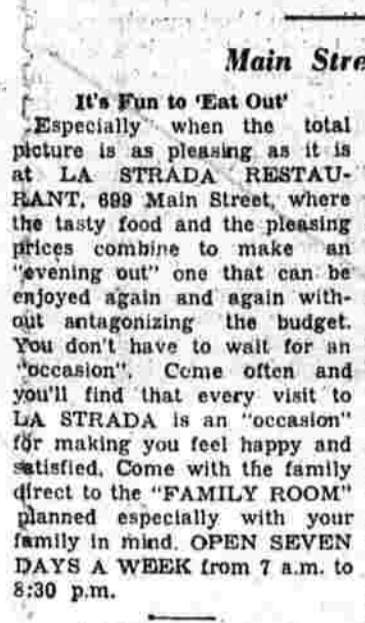 Main Stre
It's Fun to 'Eat Out'
Especially when the total
picture is as pleasing as it is
at LA STRADA RESTAU-
RANT, 699 Main Street, where
the tasty food and the pleasing
prices combine to make an
"evening out" one that can be
enjoyed again and again with-
out antagonizing the budget.
You don't have to wait for an
"occasion". Come often and
you'll find that every visit to
LA STRADA is an "occasion"
for making you feel happy and
satisfied. Come with the family
direct to the "FAMILY ROOM"
planned especially with your
family in mind. OPEN SEVEN
DAYS A WEEK from 7 a.m. to
8:30 p.m.